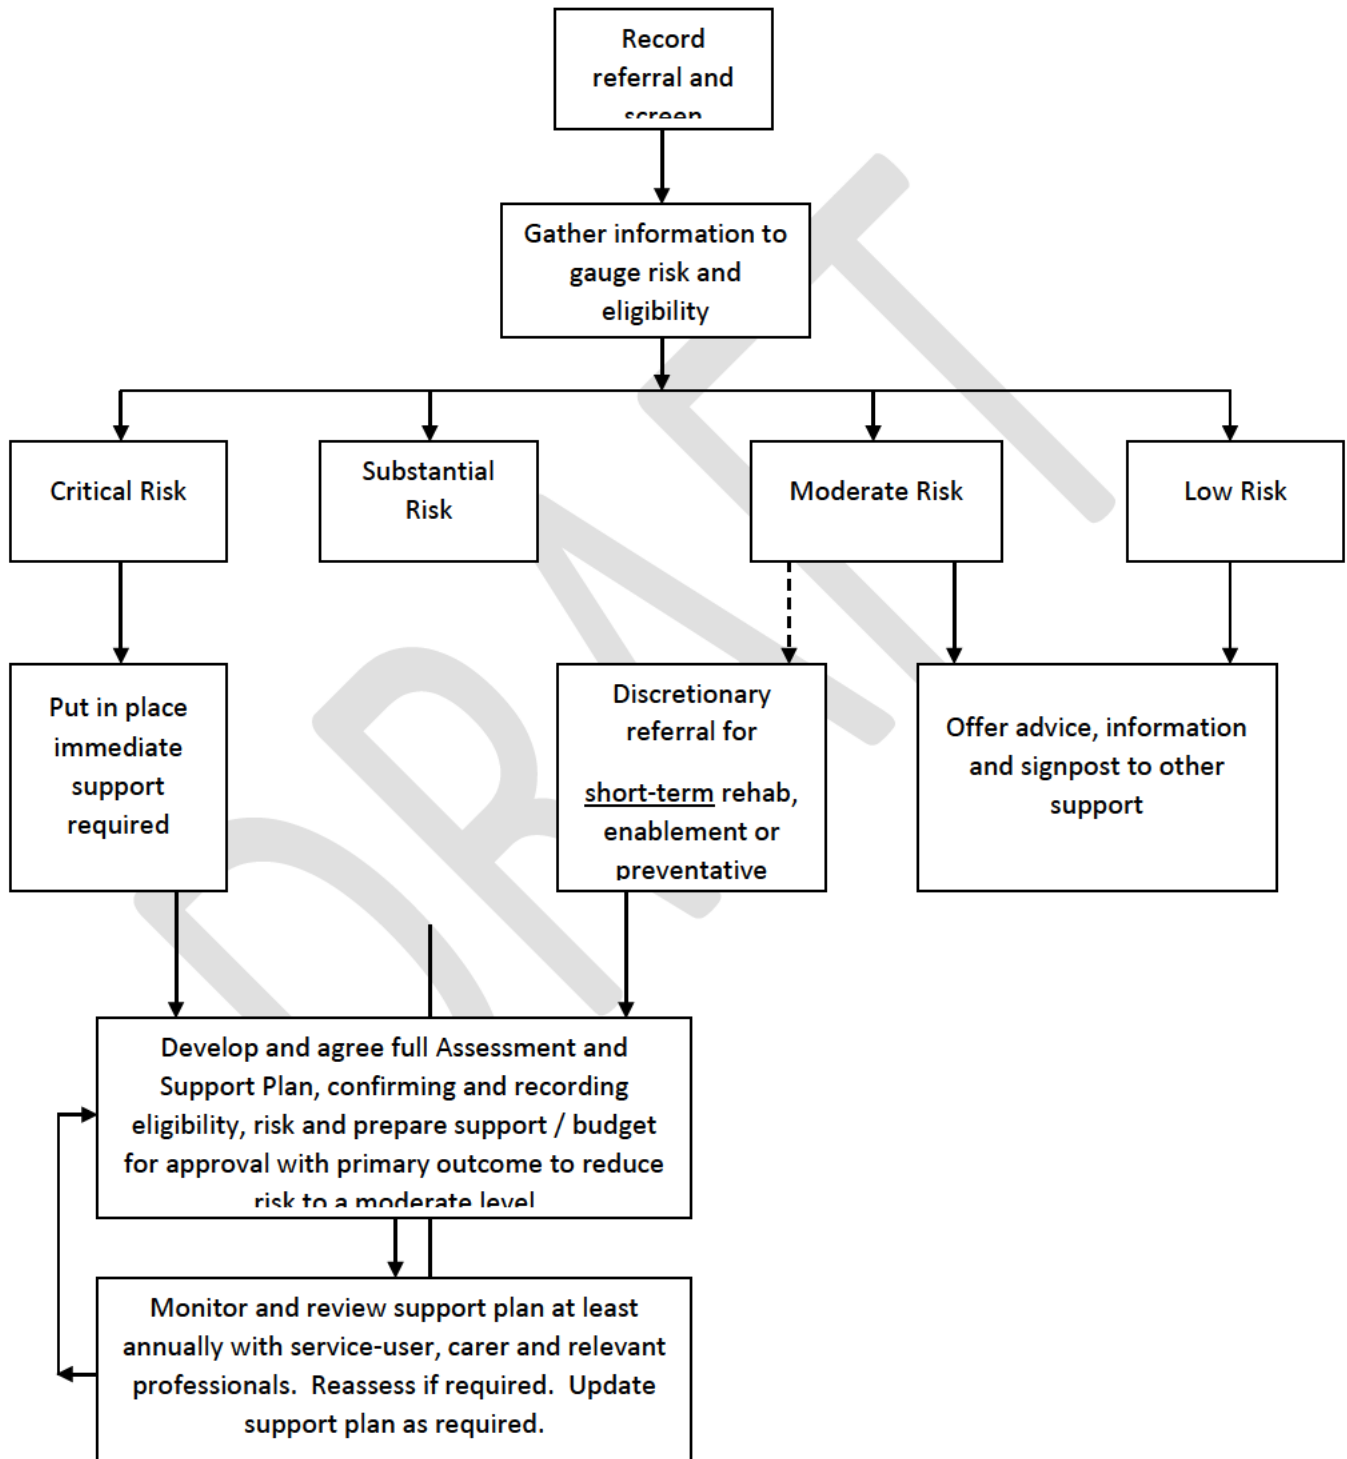 Record
referral and
screen
Gather information to
gauge risk and
eligibility
Critical Risk
Substantial
Risk
Moderate Risk
Low Risk
Put in place
immediate
support
required
Discretionary
referral for
short-term rehab,
enablement or
preventative
Offer advice, information
and signpost to other
support
Develop and agree full Assessment and
Support Plan, confirming and recording
eligibility, risk and prepare support / budget
for approval with primary outcome to reduce
risk to a moderate level
Monitor and review support plan at least
annually with service-user, carer and relevant
professionals.  Reassess if required.  Update
support plan as required.
DRAFT